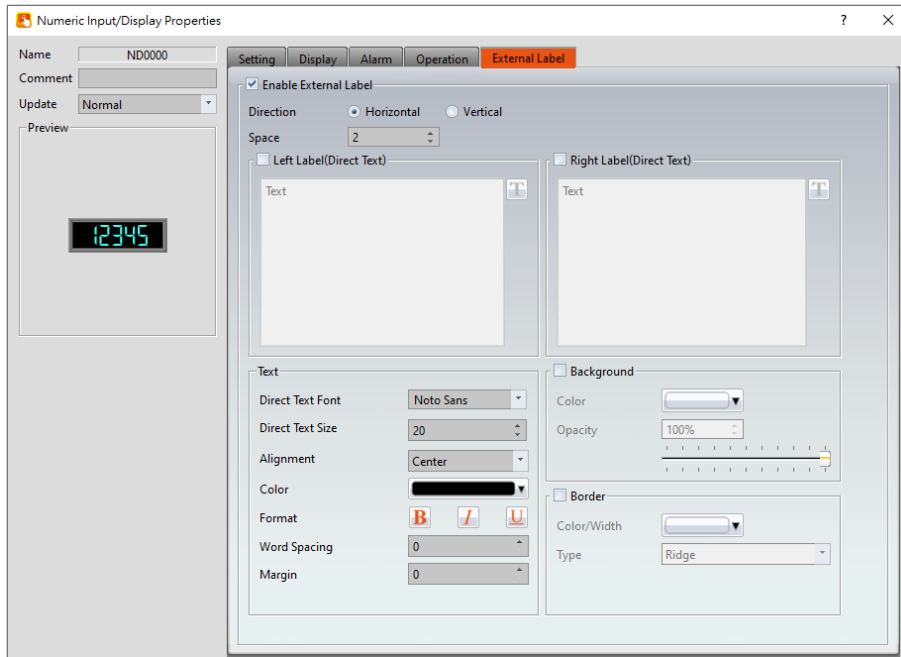 Numeric Input/Display Properties
?
Name ND0000
Comment
Update Normal
Preview
12345
Setting Display Alarm Operation External Label
Enable External Label
Direction Horizontal Vertical
Space 2
Left Label(Direct Text) Right Label(Direct Text)
Text T Text T
Text
Direct Text Font Noto Sans
Direct Text Size 20
Alignment Center
Color
Format B I U
Word Spacing 0
Margin 0
Background
Color
Opacity 100%
Border
Color/Width
Type Ridge